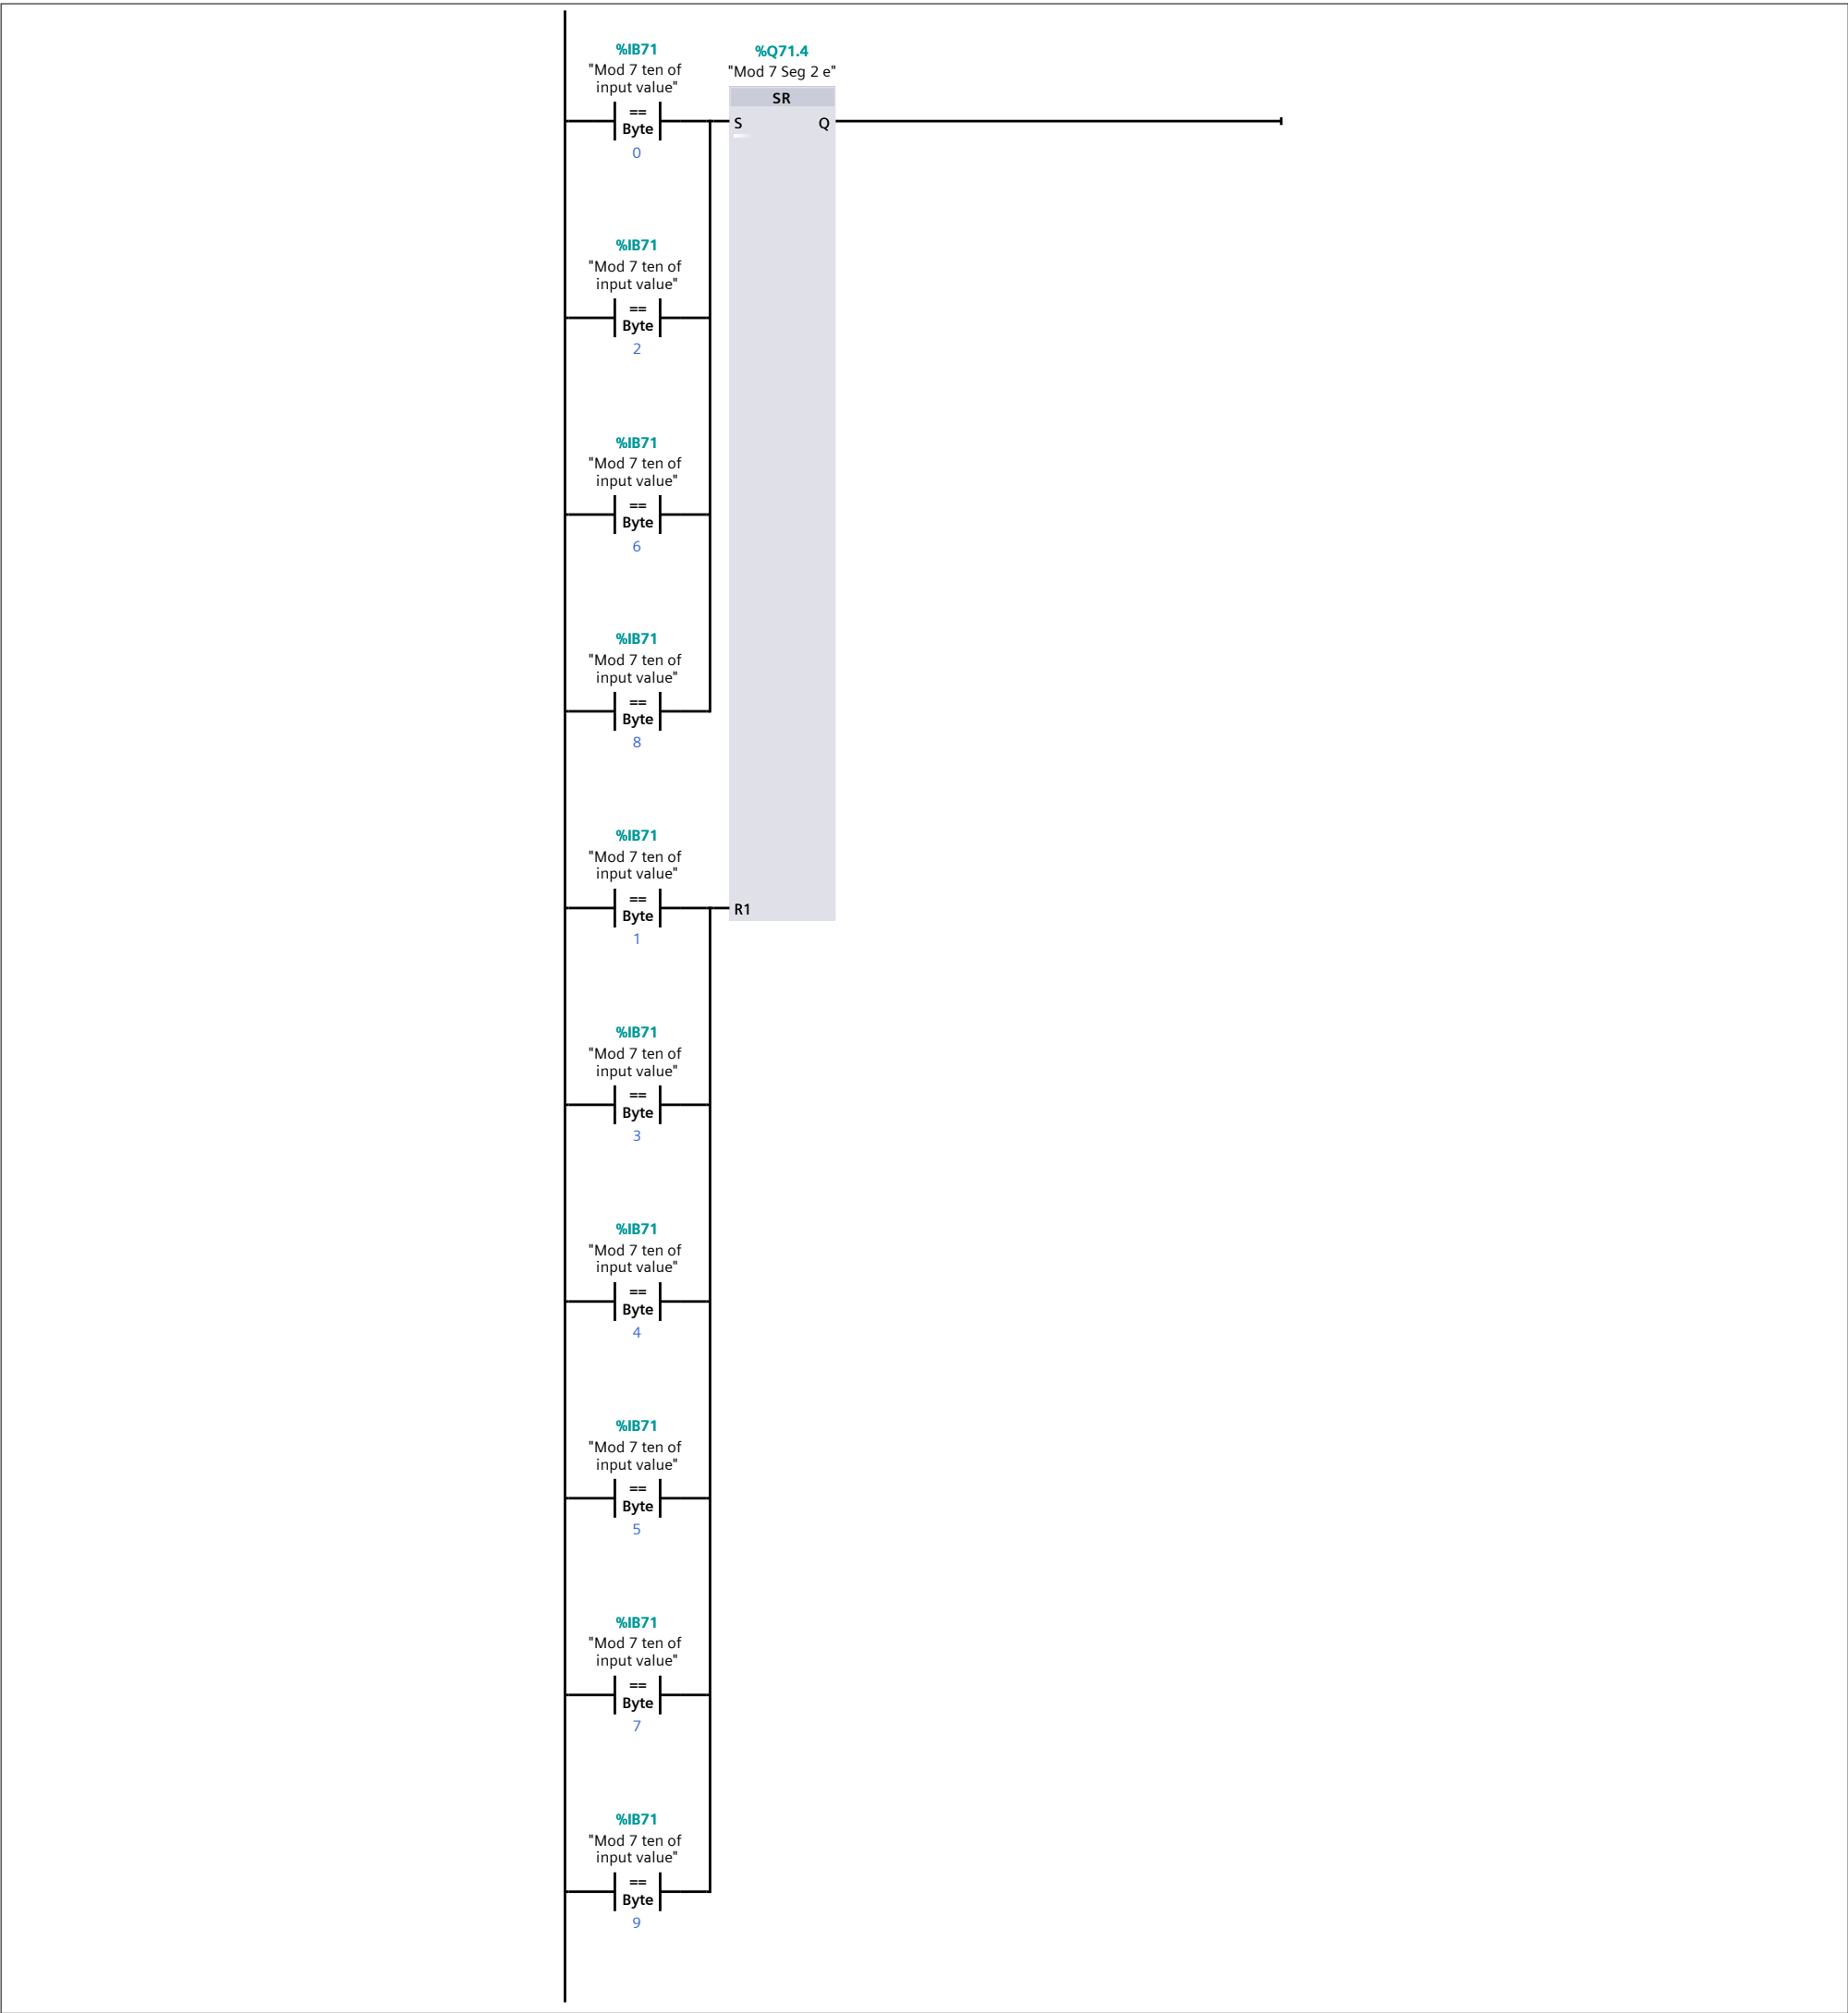 %IB71
"Mod 7 ten of
input value"
==
Byte
0
%Q71.4
"Mod 7 Seg 2 e"
SR
S
Q
%IB71
"Mod 7 ten of
input value"
==
Byte
2
%IB71
"Mod 7 ten of
input value"
==
Byte
6
%IB71
"Mod 7 ten of
input value"
==
Byte
8
%IB71
"Mod 7 ten of
input value"
==
Byte
1
R1
%IB71
"Mod 7 ten of
input value"
==
Byte
3
%IB71
"Mod 7 ten of
input value"
==
Byte
4
%IB71
"Mod 7 ten of
input value"
==
Byte
5
%IB71
"Mod 7 ten of
input value"
==
Byte
7
%IB71
"Mod 7 ten of
input value"
==
Byte
9